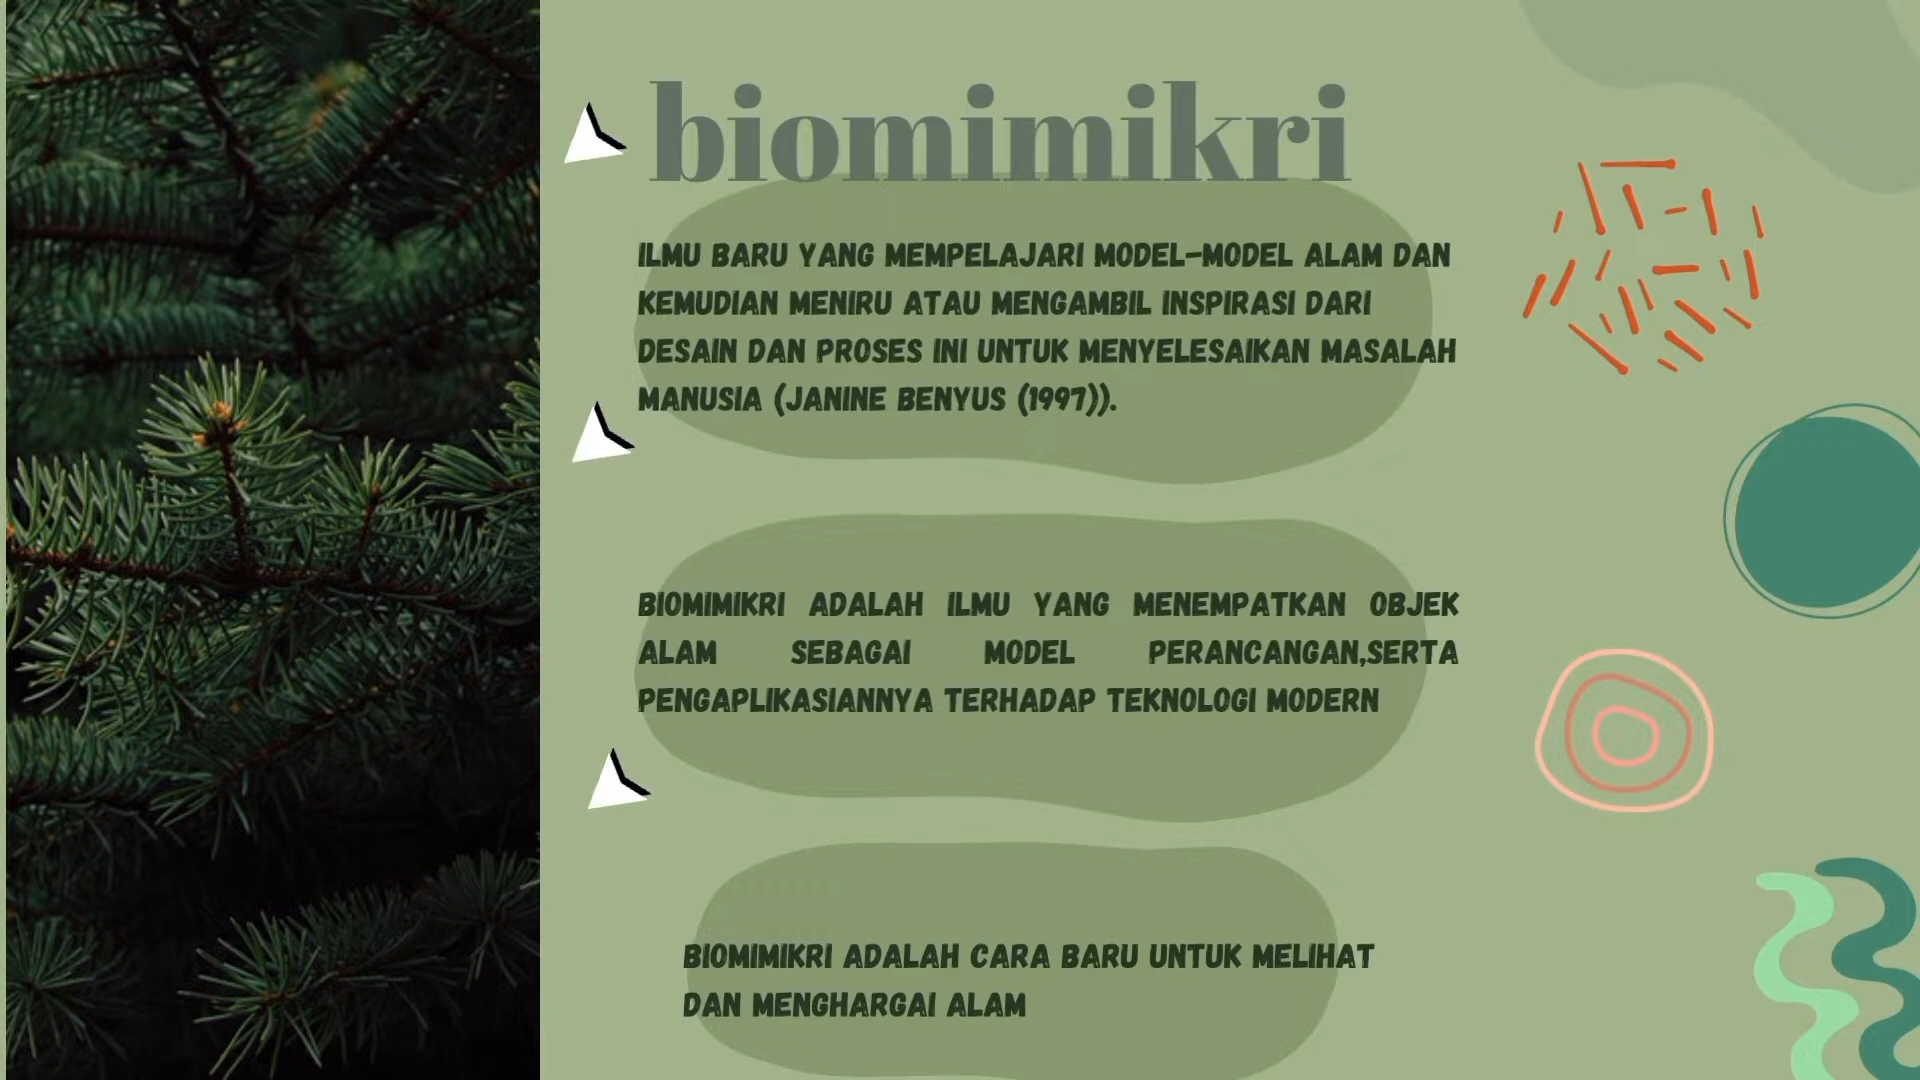 biomimikri
ILMU BARU YANG MEMPELAJARI MODEL-MODEL ALAM DAN
KEMUDIAN MENIRU ATAU MENGAMBIL INSPIRASI DARI
DESAIN DAN PROSES INI UNTUK MENYELESAIKAN MASALAH
MANUSIA (JANINE BENYUS (1997)).
BIOMIMIKRI ADALAH ILMU YANG MENEMPATKAN OBJEK
ALAM SEBAGAI MODEL PERANCANGAN,SERTA
PENGAPLIKASIANNYA TERHADAP TEKNOLOGI MODERN
BIOMIMIKRI ADALAH CARA BARU UNTUK MELIHAT
DAN MENGHARGAI ALAM